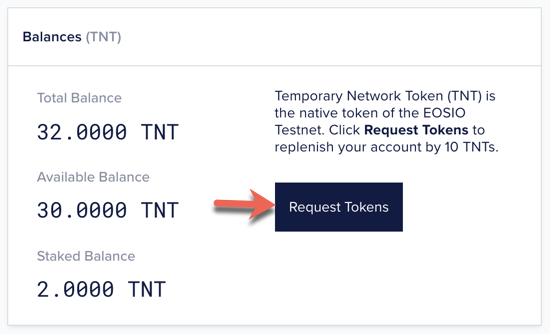 Balances (TNT)
Total Balance
32.0000 TNT
Available Balance
30.0000 TNT
Staked Balance
2.0000 TNT
Temporary Network Token (TNT) is
the native token of the EOSIO
Testnet. Click Request Tokens to
replenish your account by 10 TNTs.
Request Tokens